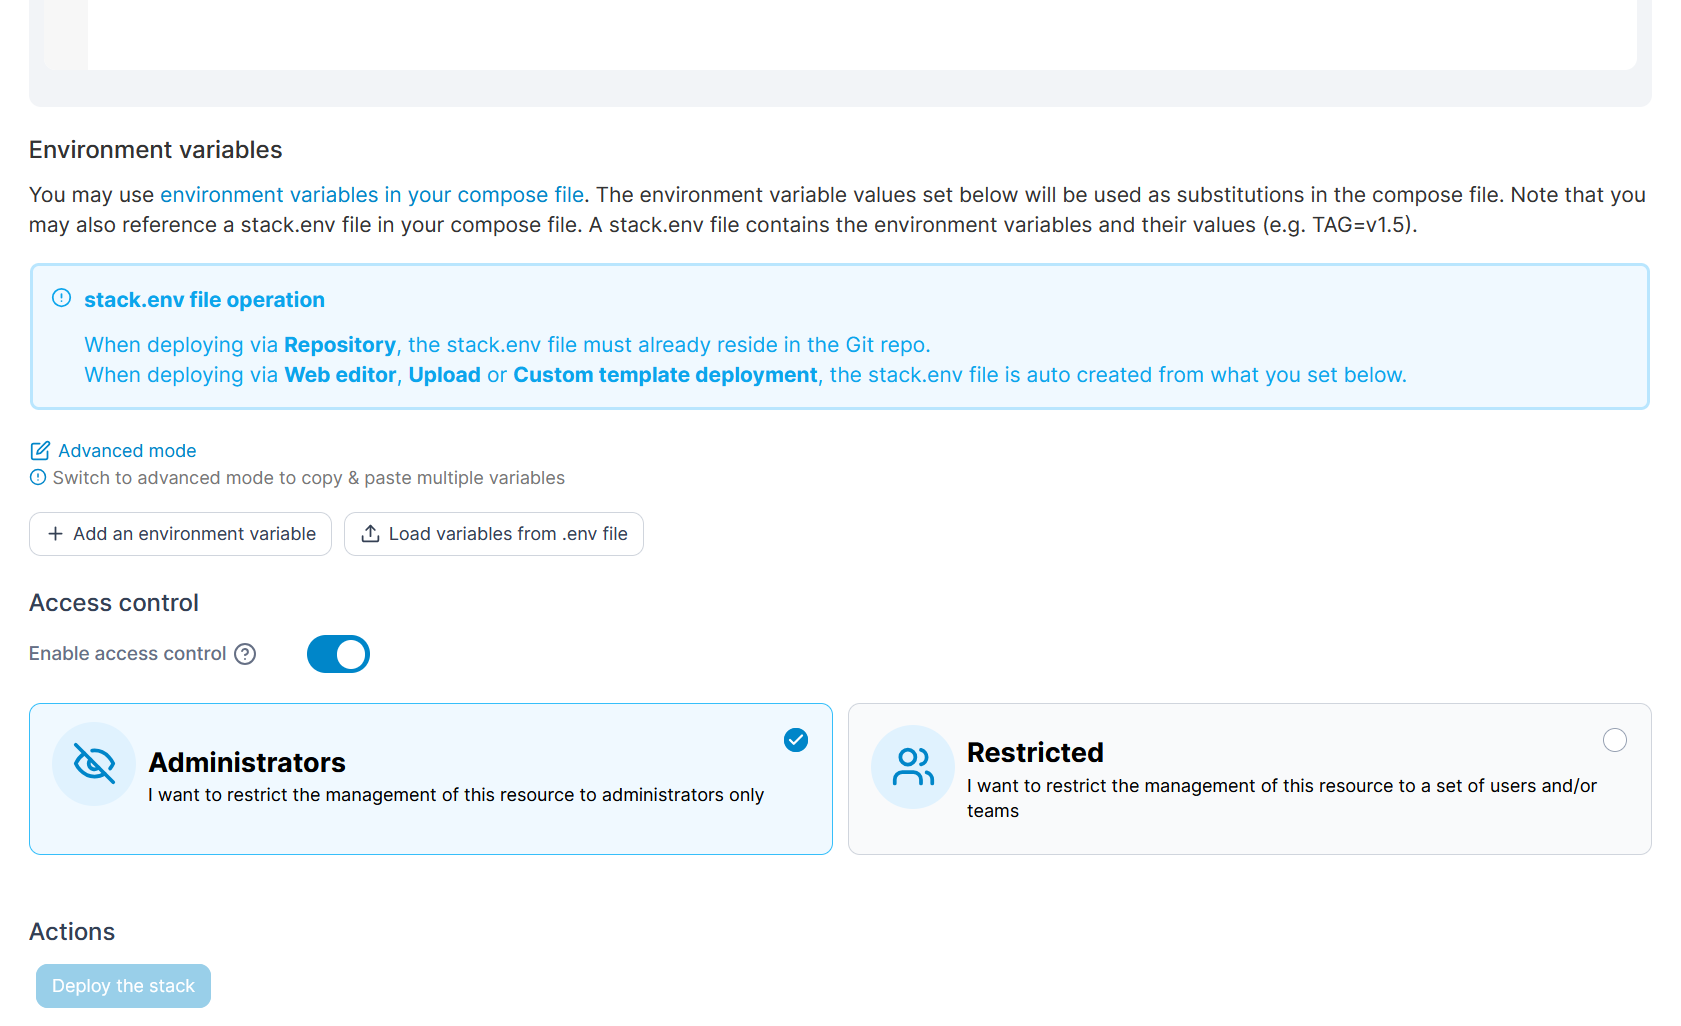 Environment variables
You may use environment variables in your compose file. The environment variable values set below will be used as substitutions in the compose file. Note that you
may also reference a stack.env file in your compose file. A stack.env file contains the environment variables and their values (e.g. TAG=v1.5).
stack.env file operation
When deploying via Repository, the stack.env file must already reside in the Git repo.
When deploying via Web editor, Upload or Custom template deployment, the stack.env file is auto created from what you set below.
Advanced mode
Switch to advanced mode to copy & paste multiple variables
Add an environment variable
Load variables from .env file
Access control
Enable access control
Administrators
I want to restrict the management of this resource to administrators only
Restricted
I want to restrict the management of this resource to a set of users and/or
teams
Actions
Deploy the stack